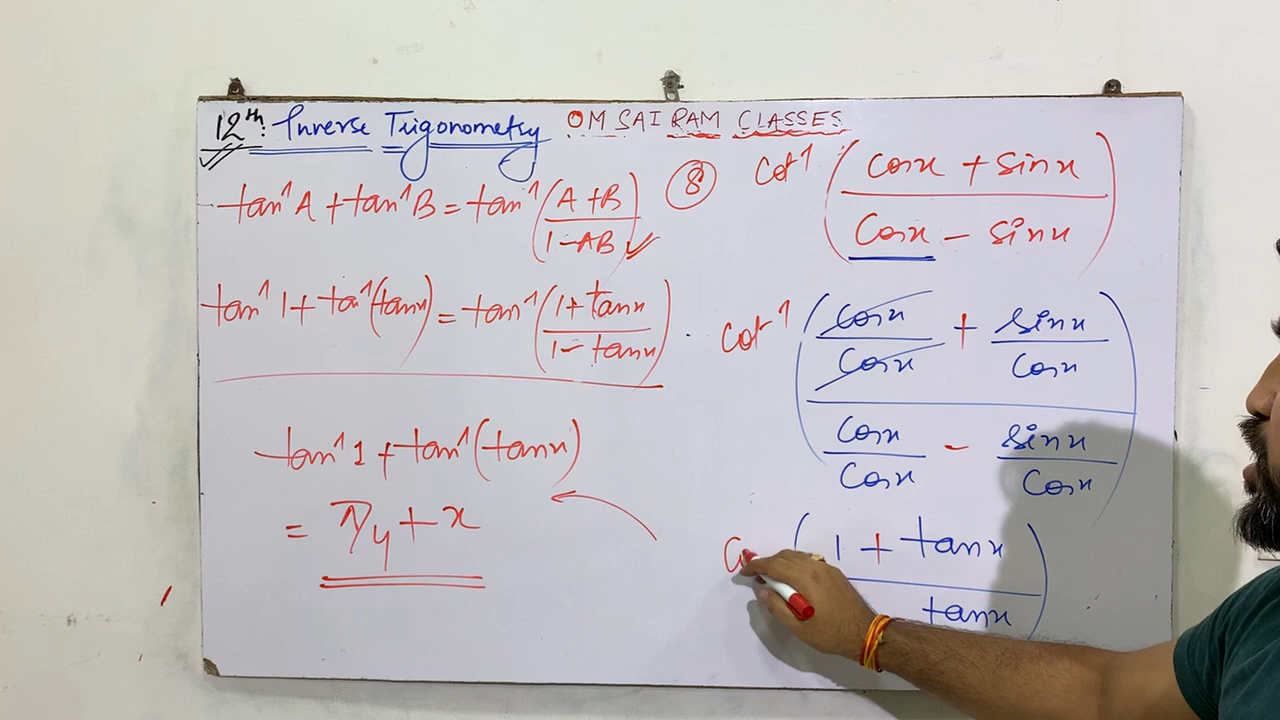 12th: Inverse Trigonometry OM SAI RAM CLASSES
tan⁻¹A + tan⁻¹B = tan⁻¹((A+B)/(1-AB)) ✓
tan⁻¹1 + tan⁻¹(tanx) = tan⁻¹((1+tanx)/(1-tanx))
tan⁻¹1 + tan⁻¹(tanx)
= π/4 + x
⑧ Cot⁻¹((Cosx + Sinx)/(Cosx - Sinx))
Cot⁻¹((Cosx/Cosx + Sinx/Cosx)/(Cosx/Cosx - Sinx/Cosx))
(1 + tanx
tanx)